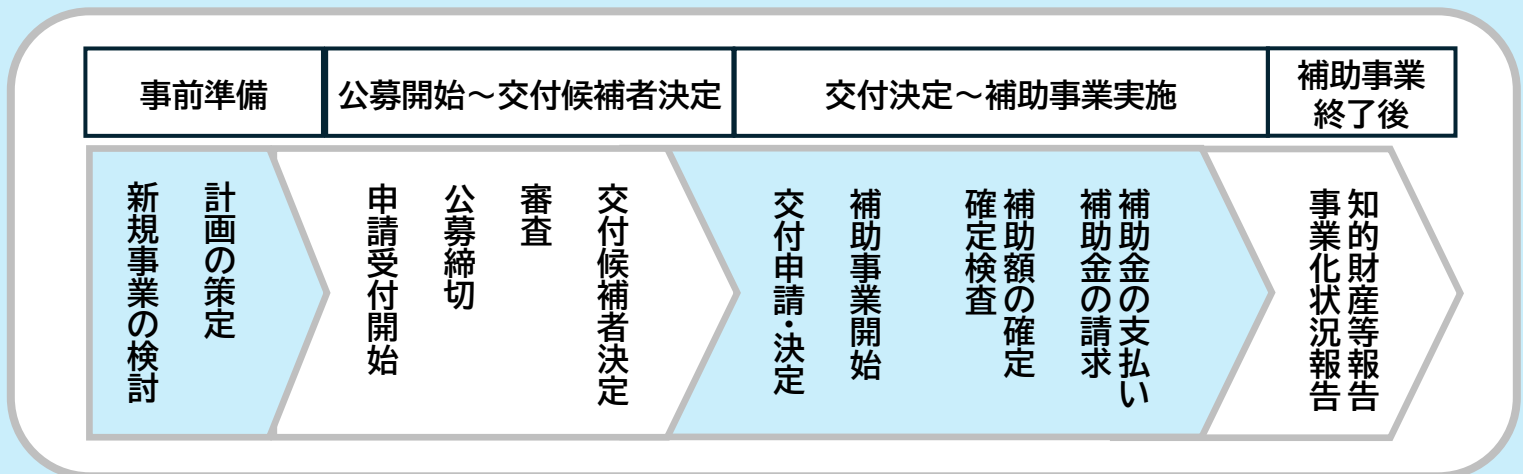 事前準備
公募開始～交付候補者決定
交付決定～補助事業実施
補助事業
終了後
新規事業の検討
計画の策定
申請受付開始
公募締切
審査
交付候補者決定
交付申請・決定
補助事業開始
確定検査
補助額の確定
補助金の請求
補助金の支払い
事業化状況報告
知的財産等報告